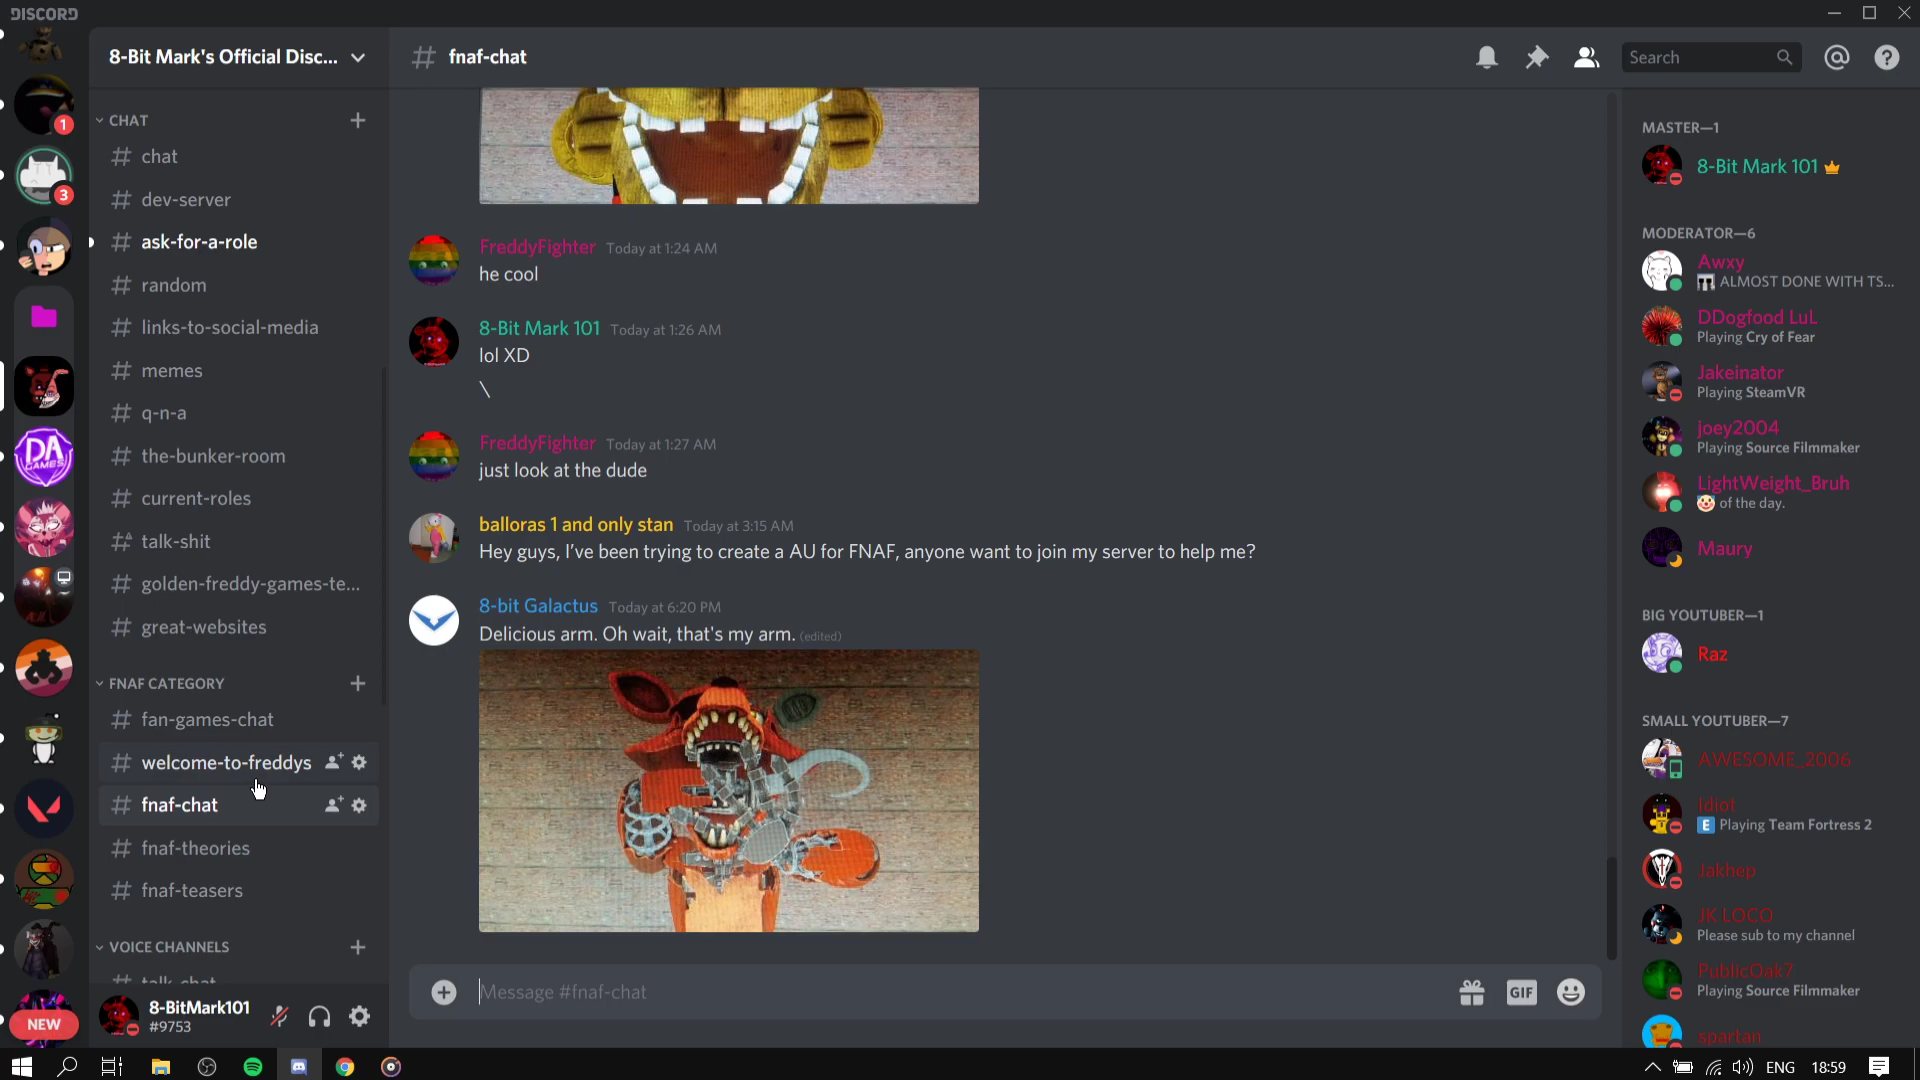 DISCORD
8-Bit Mark's Official Disc...
fnaf-chat
Search
CHAT
chat
dev-server
ask-for-a-role
random
links-to-social-media
memes
q-n-a
the-bunker-room
current-roles
talk-shit
golden-freddy-games-te...
great-websites
FNAF CATEGORY
fan-games-chat
welcome-to-freddys
fnaf-chat
fnaf-theories
fnaf-teasers
VOICE CHANNELS
talk-chat
8-BitMark101
#9753
1
3
DA
GAMES
NEW
FreddyFighter Today at 1:24 AM
he cool
8-Bit Mark 101 Today at 1:26 AM
lol XD
\
FreddyFighter Today at 1:27 AM
just look at the dude
balloras 1 and only stan Today at 3:15 AM
Hey guys, I've been trying to create a AU for FNAF, anyone want to join my server to help me?
8-bit Galactus Today at 6:20 PM
Delicious arm. Oh wait, that's my arm. (edited)
Message #fnaf-chat
GIF
MASTER—1
8-Bit Mark 101
MODERATOR—6
Awxy
ALMOST DONE WITH TS...
DDogfood LuL
Playing Cry of Fear
Jakeinator
Playing SteamVR
joey2004
Playing Source Filmmaker
LightWeight_Bruh
of the day.
Maury
BIG YOUTUBER—1
Raz
SMALL YOUTUBER—7
AWESOME_2006
Idiot
E Playing Team Fortress 2
Jakhep
JK LOCO
Please sub to my channel
PublicOak7
Playing Source Filmmaker
spartan
ENG
18:59